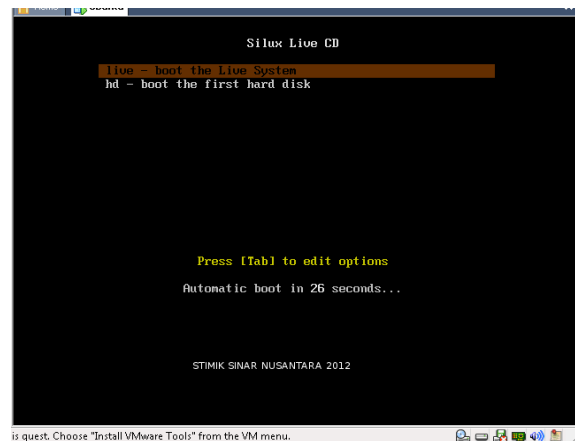 Silux Live CD
live - boot the Live System
hd - boot the first hard disk
Press [Tab] to edit options
Automatic boot in 26 seconds...
STIMIK SINAR NUSANTARA 2012
is guest. Choose "Install VMware Tools" from the VM menu.